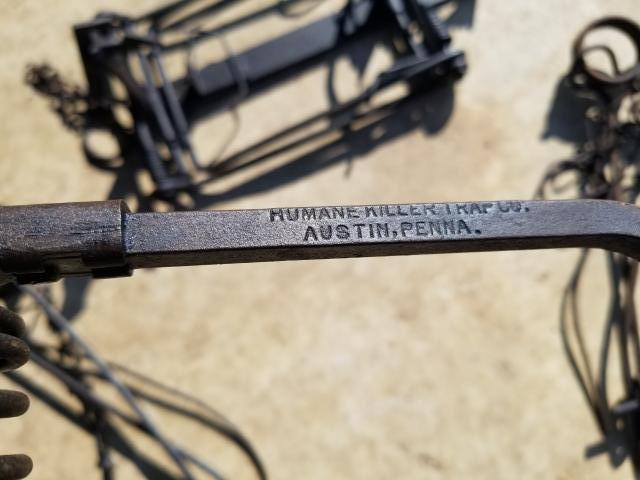 HUMANE KILLER TRAP CO.
AUSTIN, PENNA.